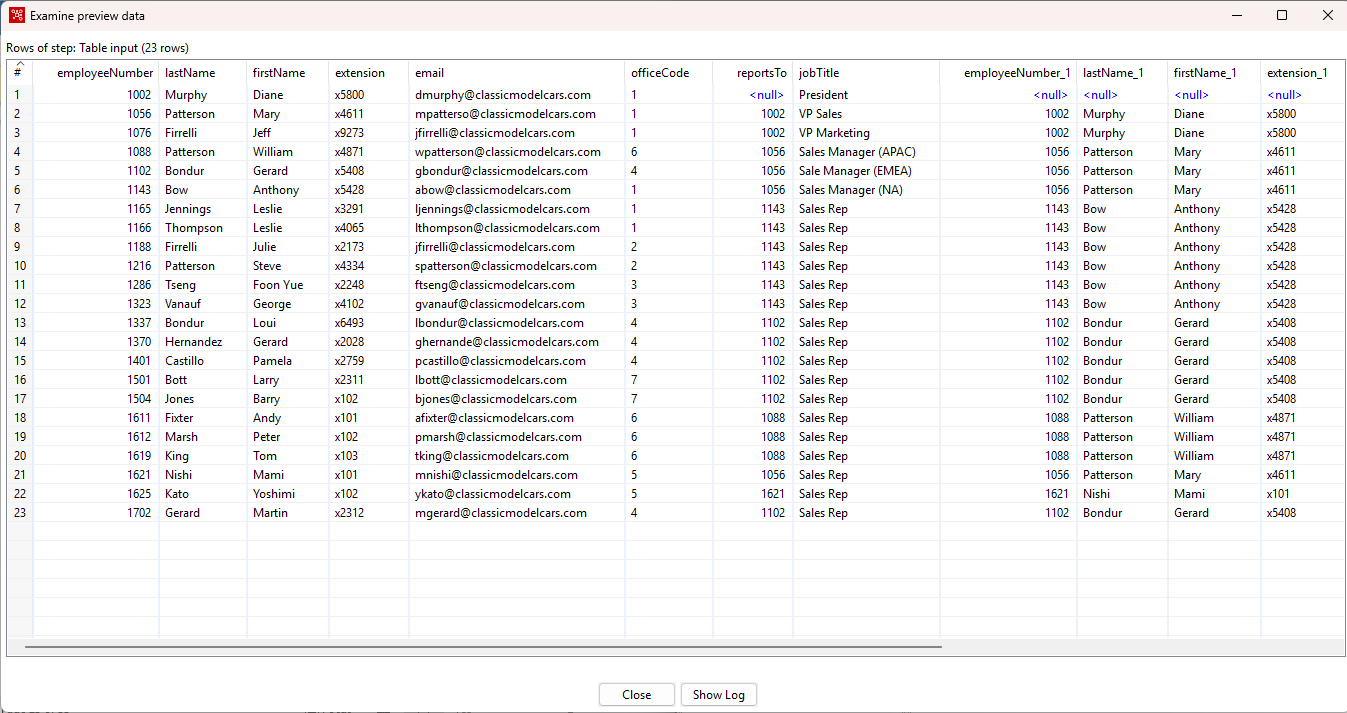 Examine preview data
Rows of step: Table input (23 rows)
# employeeNumber lastName firstName extension email officeCode reportsTo jobTitle employeeNumber_1 lastName_1 firstName_1 extension_1
1 1002 Murphy Diane x5800 dmurphy@classicmodelcars.com 1 <null> President <null> <null> <null> <null>
2 1056 Patterson Mary x4611 mpatterso@classicmodelcars.com 1 1002 VP Sales 1002 Murphy Diane x5800
3 1076 Firrelli Jeff x9273 jfirrelli@classicmodelcars.com 1 1002 VP Marketing 1002 Murphy Diane x5800
4 1088 Patterson William x4871 wpatterson@classicmodelcars.com 6 1056 Sales Manager (APAC) 1056 Patterson Mary x4611
5 1102 Bondur Gerard x5408 gbondur@classicmodelcars.com 4 1056 Sale Manager (EMEA) 1056 Patterson Mary x4611
6 1143 Bow Anthony x5428 abow@classicmodelcars.com 1 1056 Sales Manager (NA) 1056 Patterson Mary x4611
7 1165 Jennings Leslie x3291 ljennings@classicmodelcars.com 1 1143 Sales Rep 1143 Bow Anthony x5428
8 1166 Thompson Leslie x4065 lthompson@classicmodelcars.com 1 1143 Sales Rep 1143 Bow Anthony x5428
9 1188 Firrelli Julie x2173 jfirrelli@classicmodelcars.com 2 1143 Sales Rep 1143 Bow Anthony x5428
10 1216 Patterson Steve x4334 spatterson@classicmodelcars.com 2 1143 Sales Rep 1143 Bow Anthony x5428
11 1286 Tseng Foon Yue x2248 ftseng@classicmodelcars.com 3 1143 Sales Rep 1143 Bow Anthony x5428
12 1323 Vanauf George x4102 gvanauf@classicmodelcars.com 3 1143 Sales Rep 1143 Bow Anthony x5428
13 1337 Bondur Loui x6493 lbondur@classicmodelcars.com 4 1102 Sales Rep 1102 Bondur Gerard x5408
14 1370 Hernandez Gerard x2028 ghernande@classicmodelcars.com 4 1102 Sales Rep 1102 Bondur Gerard x5408
15 1401 Castillo Pamela x2759 pcastillo@classicmodelcars.com 4 1102 Sales Rep 1102 Bondur Gerard x5408
16 1501 Bott Larry x2311 lbott@classicmodelcars.com 7 1102 Sales Rep 1102 Bondur Gerard x5408
17 1504 Jones Barry x102 bjones@classicmodelcars.com 7 1102 Sales Rep 1102 Bondur Gerard x5408
18 1611 Fixter Andy x101 afixter@classicmodelcars.com 6 1088 Sales Rep 1088 Patterson William x4871
19 1612 Marsh Peter x102 pmarsh@classicmodelcars.com 6 1088 Sales Rep 1088 Patterson William x4871
20 1619 King Tom x103 tking@classicmodelcars.com 6 1088 Sales Rep 1088 Patterson William x4871
21 1621 Nishi Mami x101 mnishi@classicmodelcars.com 5 1056 Sales Rep 1056 Patterson Mary x4611
22 1625 Kato Yoshimi x102 ykato@classicmodelcars.com 5 1621 Sales Rep 1621 Nishi Mami x101
23 1702 Gerard Martin x2312 mgerard@classicmodelcars.com 4 1102 Sales Rep 1102 Bondur Gerard x5408
Close Show Log